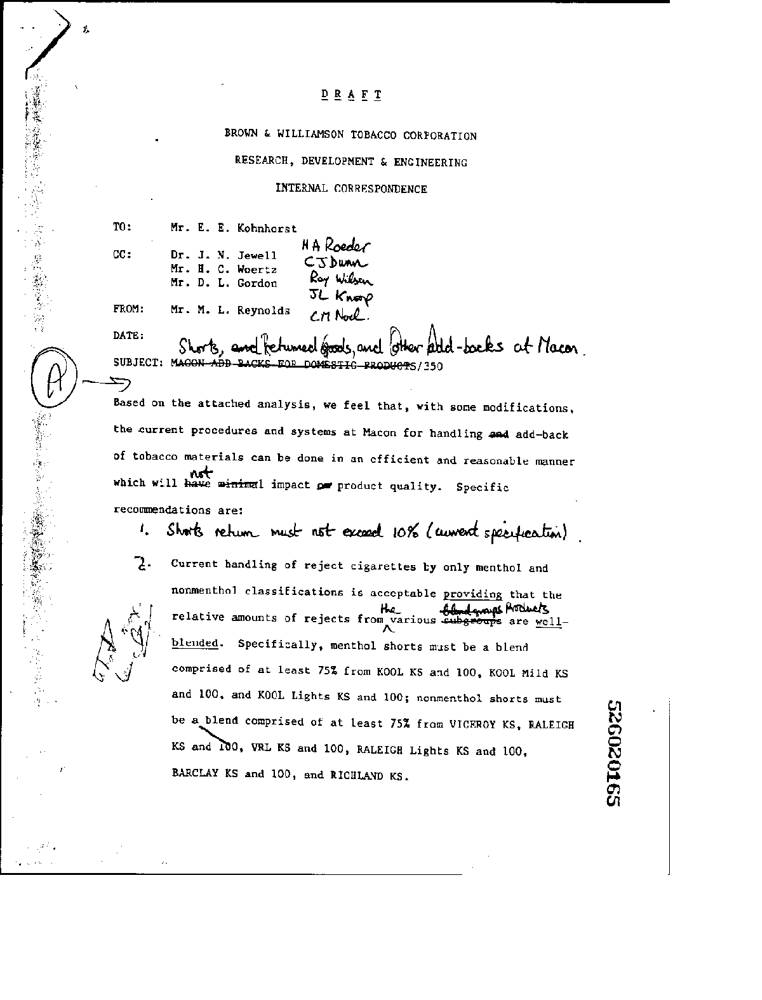 D R A F T
BROWN & WILLIAMSON TOBACCO CORPORATION
RESEARCH, DEVELOPMENT & ENGINEERING
INTERNAL CORRESPONDENCE
TO: Mr. E. E. Kohnhorst
H A Roeder
CC: Dr. J. N. Jewell
C J Dunn
Mr. H. C. Woertz
Roy Wilson
Mr. D. L. Gordon
JL Knopp
FROM: Mr. M. L. Reynolds
CM Noel.
DATE:
Shorts, and Returned goods, and Other Add-backs at Macon.
SUBJECT: MACON ADD BACKS FOR DOMESTIC PRODUCTS/350
A
Based on the attached analysis, we feel that, with some modifications,
the current procedures and systems at Macon for handling and add-back
of tobacco materials can be done in an efficient and reasonable manner
not
which will have minimal impact on product quality. Specific
recommendations are:
1. Shorts return must not exceed 10% (current specification).
2. Current handling of reject cigarettes by only menthol and
nonmenthol classifications is acceptable providing that the
the blend groups Products
relative amounts of rejects from various subgroups are well-
blended. Specifically, menthol shorts must be a blend
comprised of at least 75% from KOOL KS and 100, KOOL Mild KS
and 100, and KOOL Lights KS and 100; nonmenthol shorts must
be a blend comprised of at least 75% from VICEROY KS, RALEIGH
KS and 100, VRL KS and 100, RALEIGH Lights KS and 100,
BARCLAY KS and 100, and RICHLAND KS.
526020165